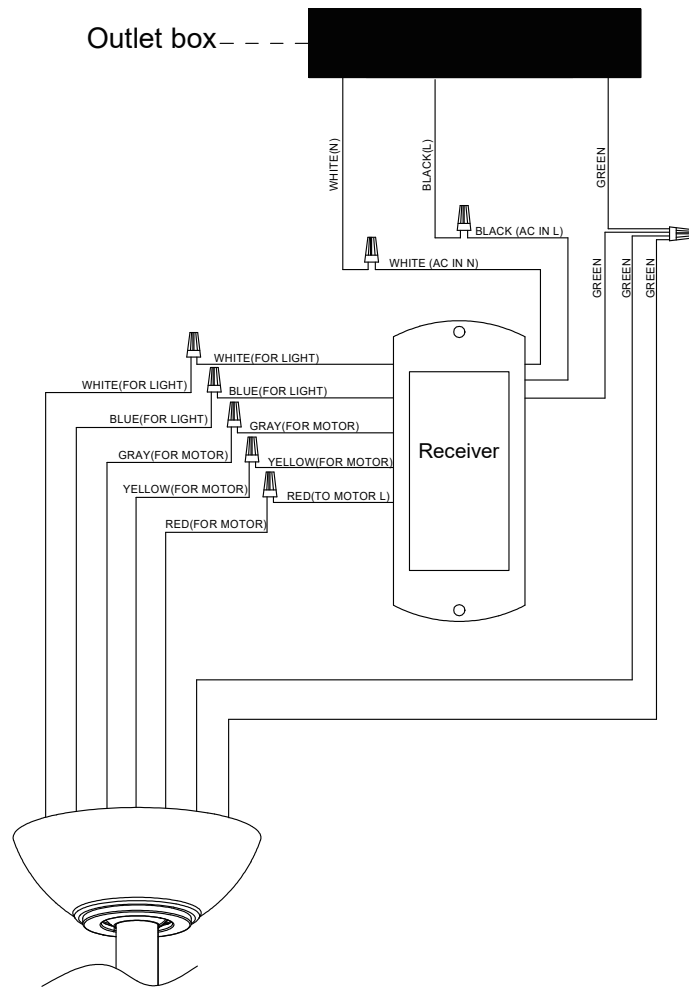 Outlet box
WHITE(N)
BLACK(L)
GREEN
BLACK (AC IN L)
WHITE (AC IN N)
GREEN
GREEN
GREEN
WHITE(FOR LIGHT)
WHITE(FOR LIGHT)
BLUE(FOR LIGHT)
BLUE(FOR LIGHT)
GRAY(FOR MOTOR)
GRAY(FOR MOTOR)
YELLOW(FOR MOTOR)
YELLOW(FOR MOTOR)
RED(TO MOTOR L)
RED(FOR MOTOR)
Receiver